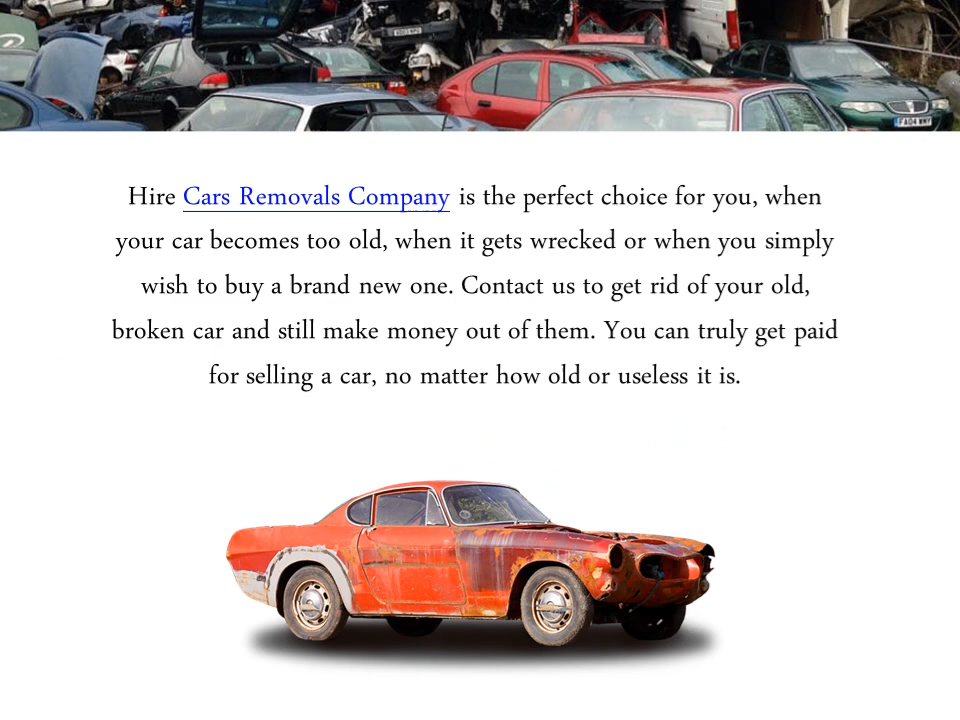 FA04 WMY
Hire Cars Removals Company is the perfect choice for you, when
your car becomes too old, when it gets wrecked or when you simply
wish to buy a brand new one. Contact us to get rid of your old,
broken car and still make money out of them. You can truly get paid
for selling a car, no matter how old or useless it is.